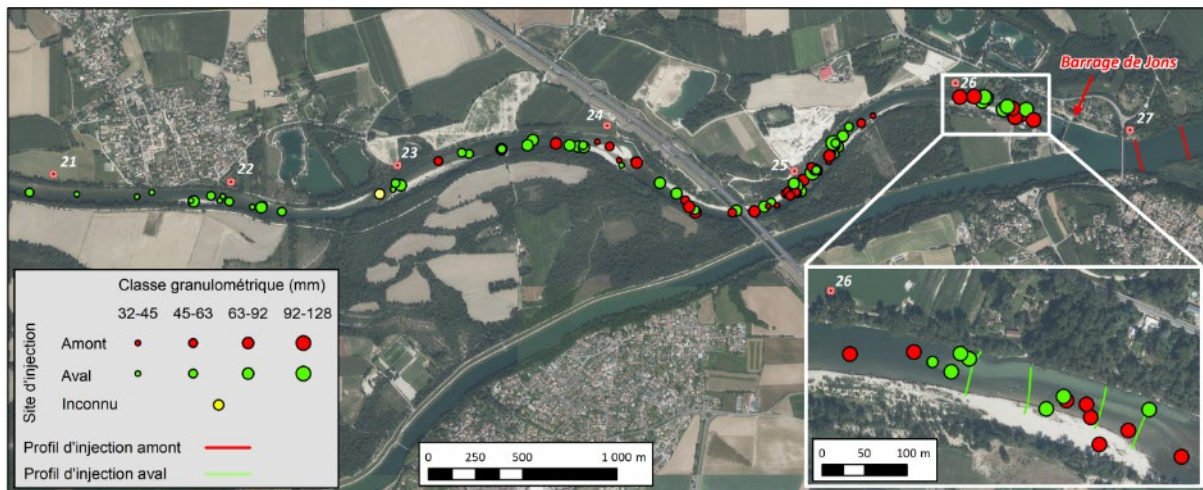 21
22
23
24
25
26
27
Barrage de Jons
Classe granulométrique (mm)
32-45 45-63 63-92 92-128
Site d'injection
Amont
Aval
Inconnu
Profil d'injection amont
Profil d'injection aval
0 250 500 1 000 m
26
0 50 100 m